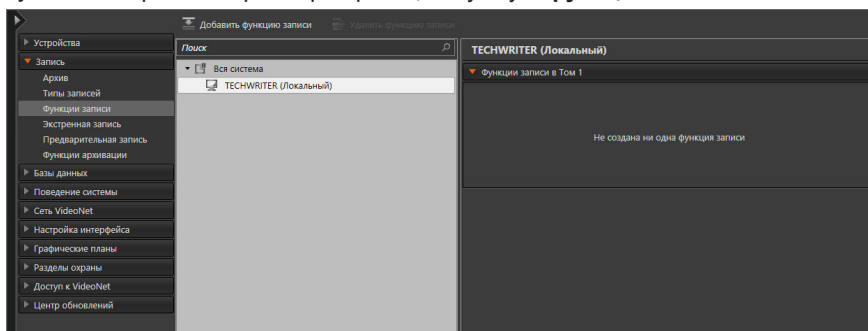 Добавить функцию записи
Удалить функцию записи
Устройства
Запись
Архив
Типы записей
Функции записи
Экстренная запись
Предварительная запись
Функции архивации
Базы данных
Поведение системы
Сеть VideoNet
Настройка интерфейса
Графические планы
Разделы охраны
Доступ к VideoNet
Центр обновлений
Поиск
Вся система
TECHWRITER (Локальный)
TECHWRITER (Локальный)
Функции записи в Том 1
Не создана ни одна функция записи